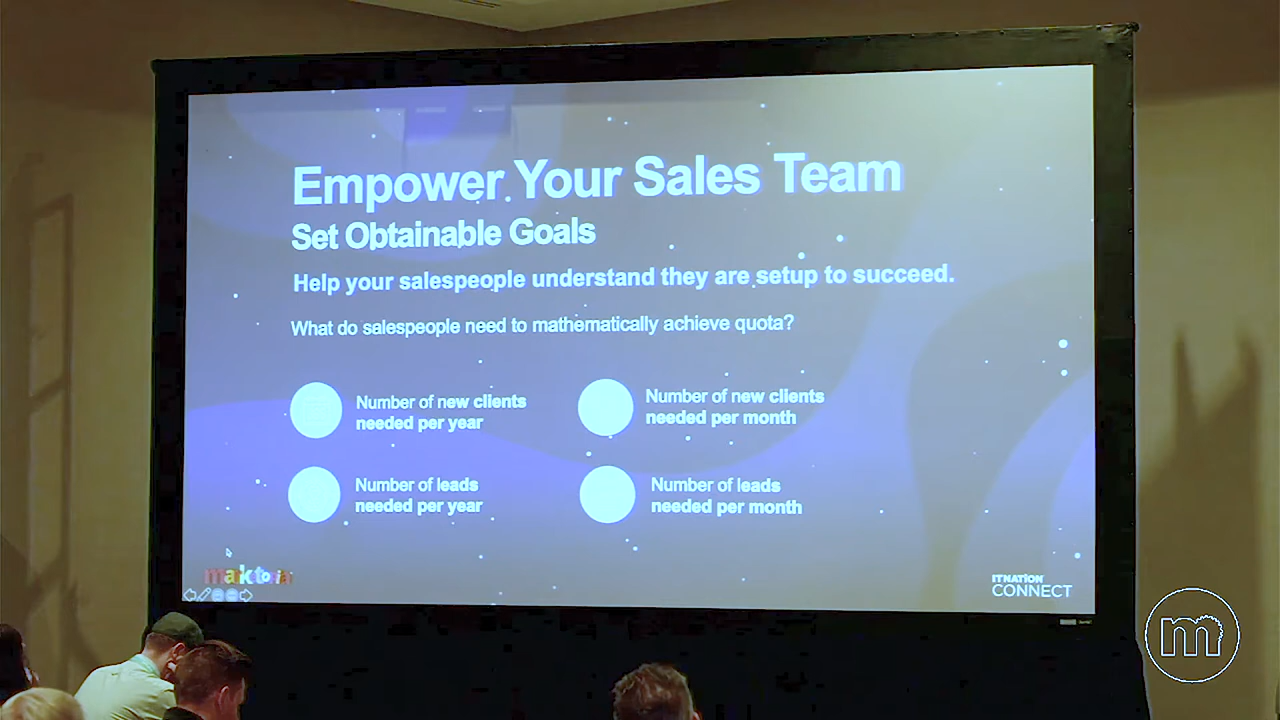 Empower Your Sales Team
Set Obtainable Goals
Help your salespeople understand they are setup to succeed.
What do salespeople need to mathematically achieve quota?
Number of new clients
needed per year
Number of new clients
needed per month
Number of leads
needed per year
Number of leads
needed per month
IT NATION
CONNECT
m